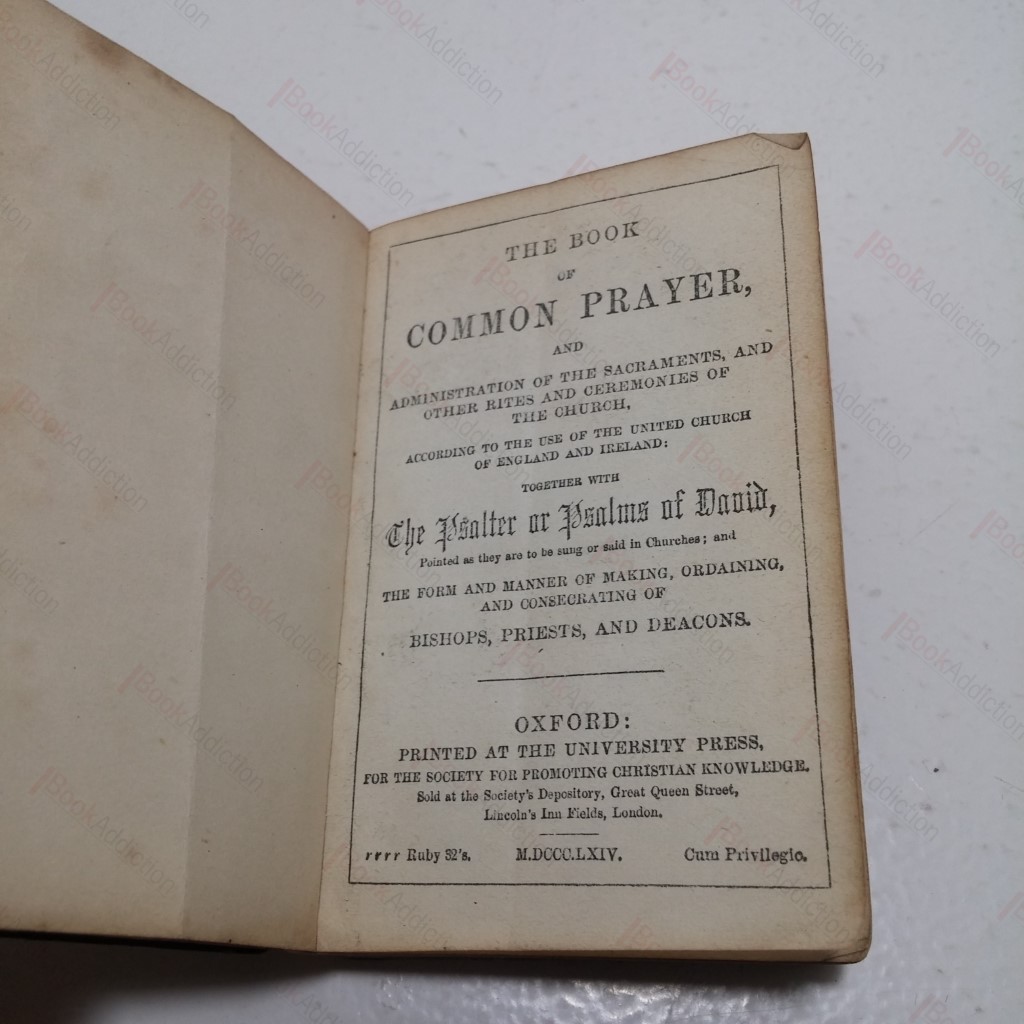 THE BOOK
OF
COMMON PRAYER,
AND
ADMINISTRATION OF THE SACRAMENTS, AND
OTHER RITES AND CEREMONIES OF
THE CHURCH,
ACCORDING TO THE USE OF THE UNITED CHURCH
OF ENGLAND AND IRELAND:
TOGETHER WITH
The Psalter or Psalms of David,
Pointed as they are to be sung or said in Churches; and
THE FORM AND MANNER OF MAKING, ORDAINING,
AND CONSECRATING OF
BISHOPS, PRIESTS, AND DEACONS.
OXFORD:
PRINTED AT THE UNIVERSITY PRESS,
FOR THE SOCIETY FOR PROMOTING CHRISTIAN KNOWLEDGE.
Sold at the Society's Depository, Great Queen Street,
Lincoln's Inn Fields, London.
rrrr Ruby 32's. M.DCCC.LXIV. Cum Privilegio.
BookAddiction